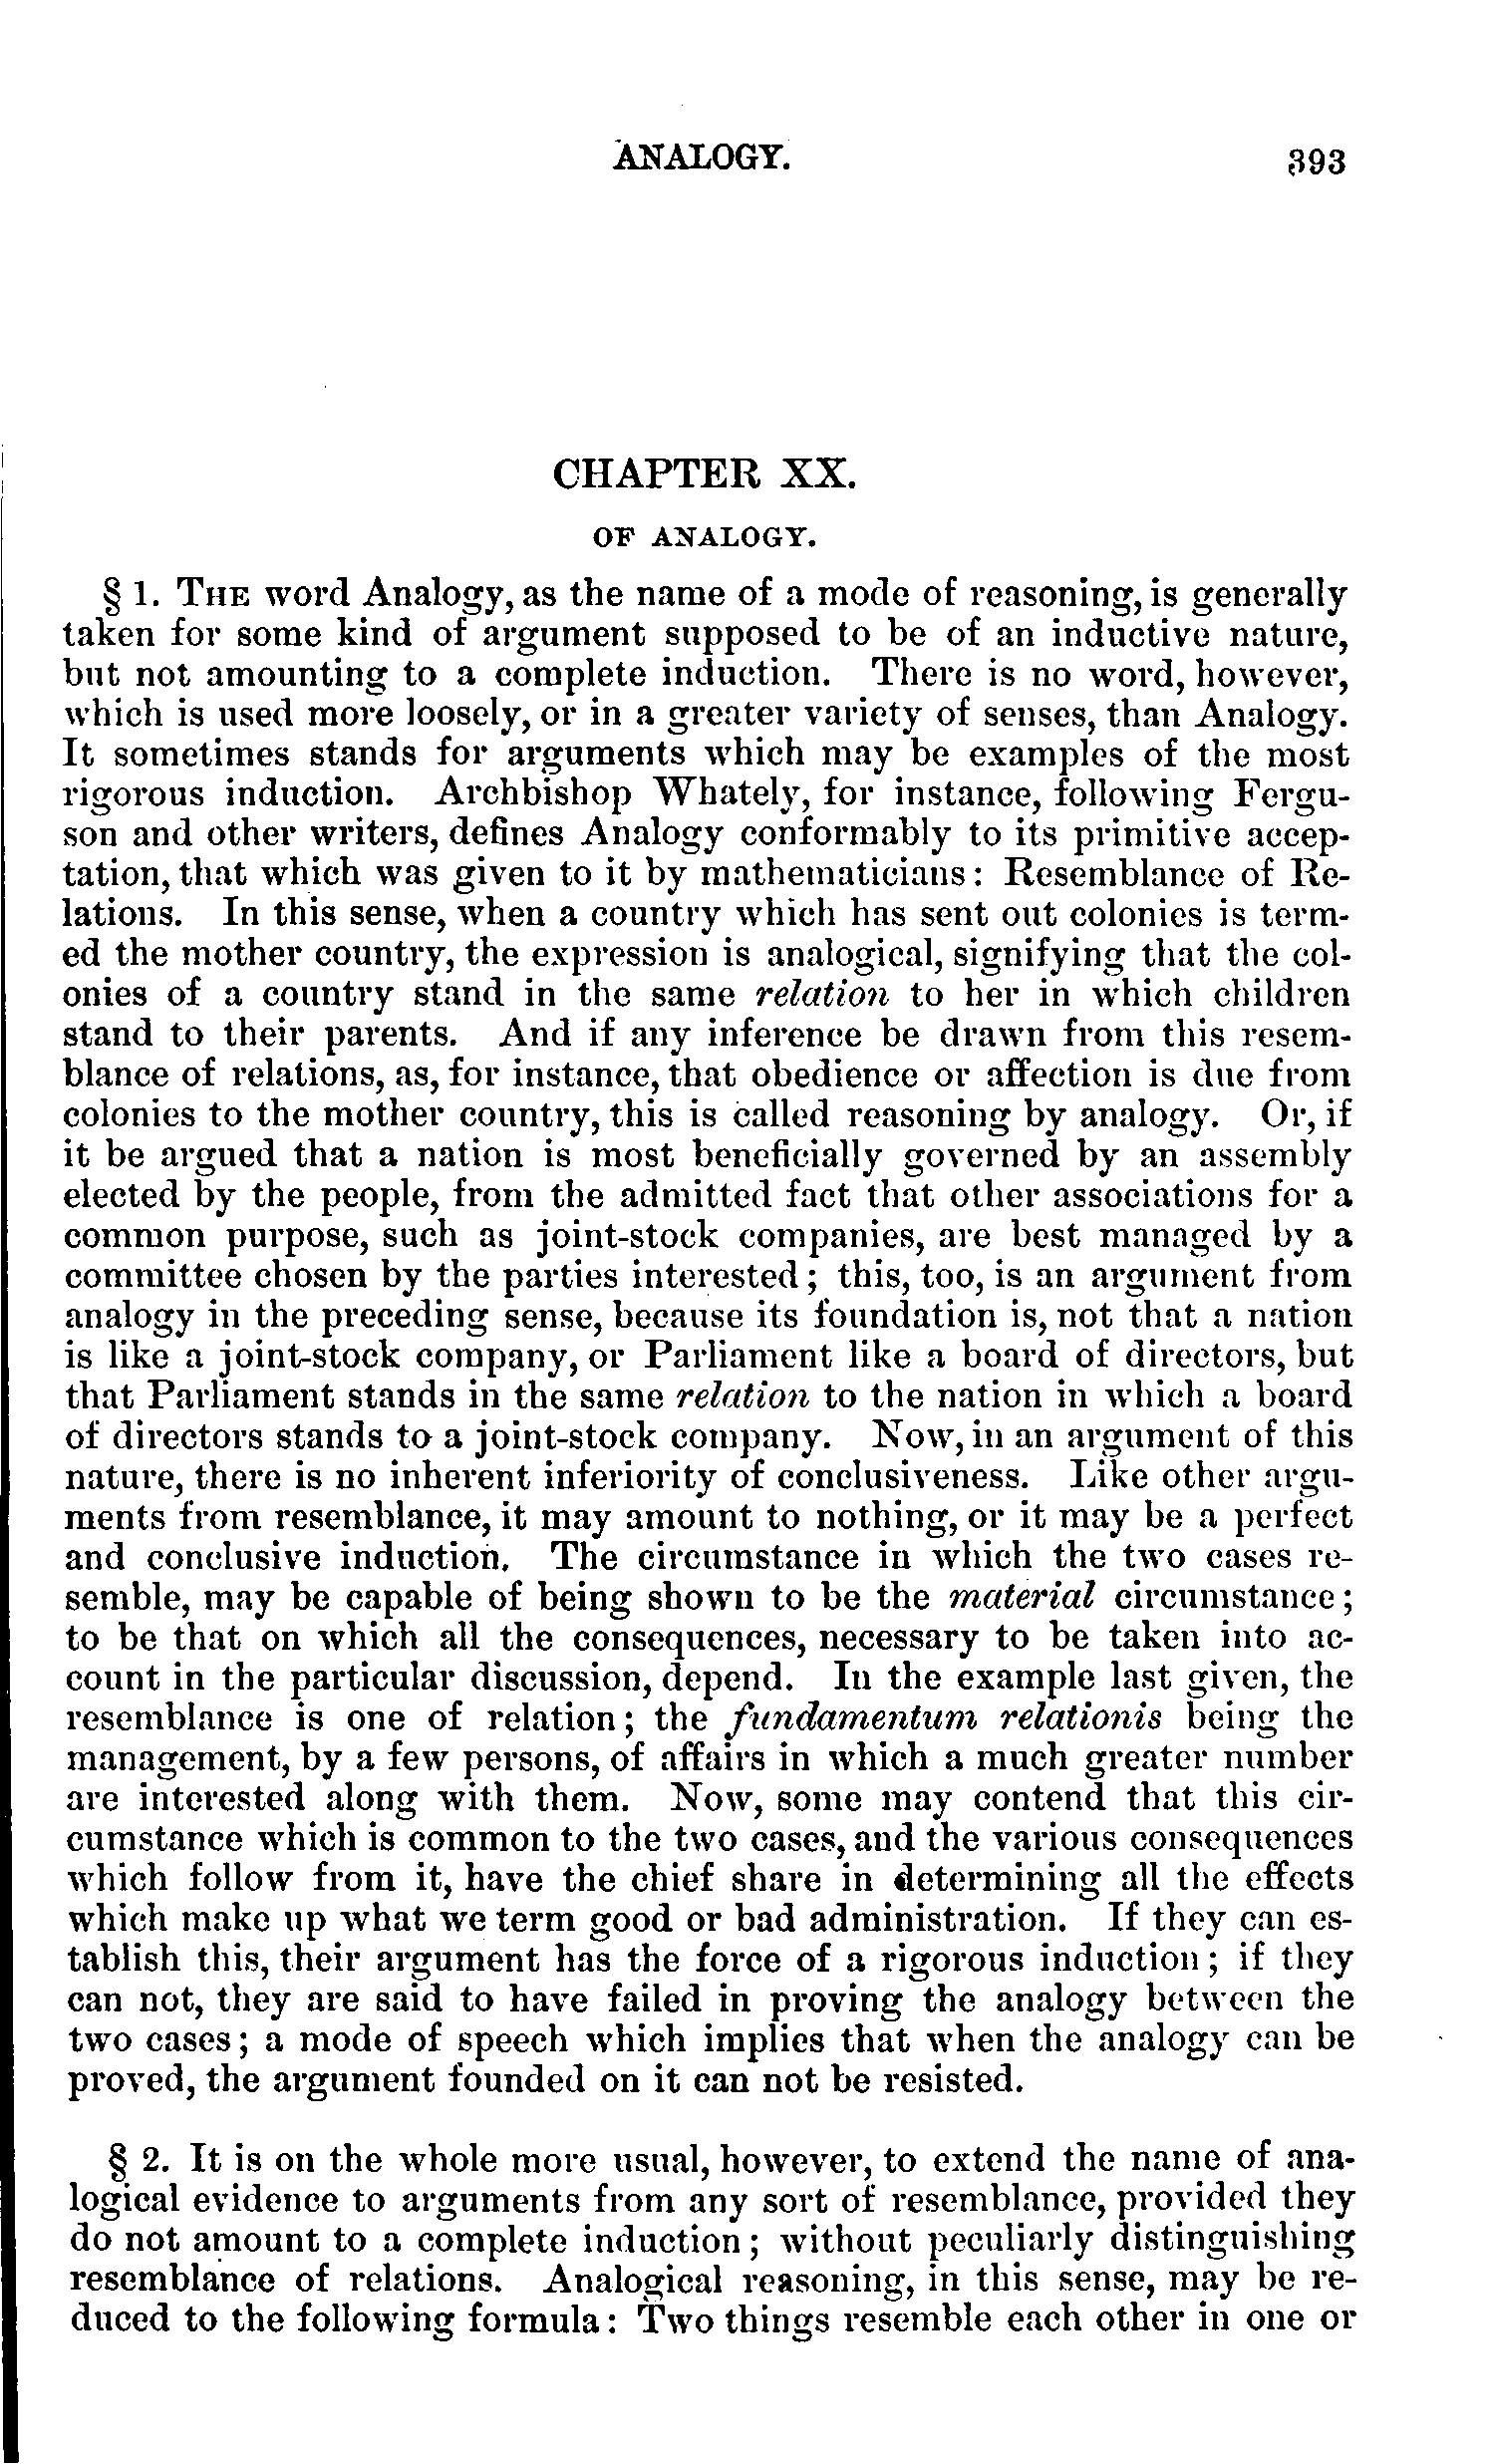 ANALOGY. 393
CHAPTER XX.
OF ANALOGY.
§ 1. THE word Analogy, as the name of a mode of reasoning, is generally
taken for some kind of argument supposed to be of an inductive nature,
but not amounting to a complete induction. There is no word, however,
which is used more loosely, or in a greater variety of senses, than Analogy.
It sometimes stands for arguments which may be examples of the most
rigorous induction. Archbishop Whately, for instance, following Fergu-
son and other writers, defines Analogy conformably to its primitive accep-
tation, that which was given to it by mathematicians: Resemblance of Re-
lations. In this sense, when a country which has sent out colonies is term-
ed the mother country, the expression is analogical, signifying that the col-
onies of a country stand in the same relation to her in which children
stand to their parents. And if any inference be drawn from this resem-
blance of relations, as, for instance, that obedience or affection is due from
colonies to the mother country, this is called reasoning by analogy. Or, if
it be argued that a nation is most beneficially governed by an assembly
elected by the people, from the admitted fact that other associations for a
common purpose, such as joint-stock companies, are best managed by a
committee chosen by the parties interested; this, too, is an argument from
analogy in the preceding sense, because its foundation is, not that a nation
is like a joint-stock company, or Parliament like a board of directors, but
that Parliament stands in the same relation to the nation in which a board
of directors stands to a joint-stock company. Now, in an argument of this
nature, there is no inherent inferiority of conclusiveness. Like other argu-
ments from resemblance, it may amount to nothing, or it may be a perfect
and conclusive induction. The circumstance in which the two cases re-
semble, may be capable of being shown to be the material circumstance;
to be that on which all the consequences, necessary to be taken into ac-
count in the particular discussion, depend. In the example last given, the
resemblance is one of relation; the fundamentum relationis being the
management, by a few persons, of affairs in which a much greater number
are interested along with them. Now, some may contend that this cir-
cumstance which is common to the two cases, and the various consequences
which follow from it, have the chief share in determining all the effects
which make up what we term good or bad administration. If they can es-
tablish this, their argument has the force of a rigorous induction; if they
can not, they are said to have failed in proving the analogy between the
two cases; a mode of speech which implies that when the analogy can be
proved, the argument founded on it can not be resisted.
§ 2. It is on the whole more usual, however, to extend the name of ana-
logical evidence to arguments from any sort of resemblance, provided they
do not amount to a complete induction; without peculiarly distinguishing
resemblance of relations. Analogical reasoning, in this sense, may be re-
duced to the following formula: Two things resemble each other in one or